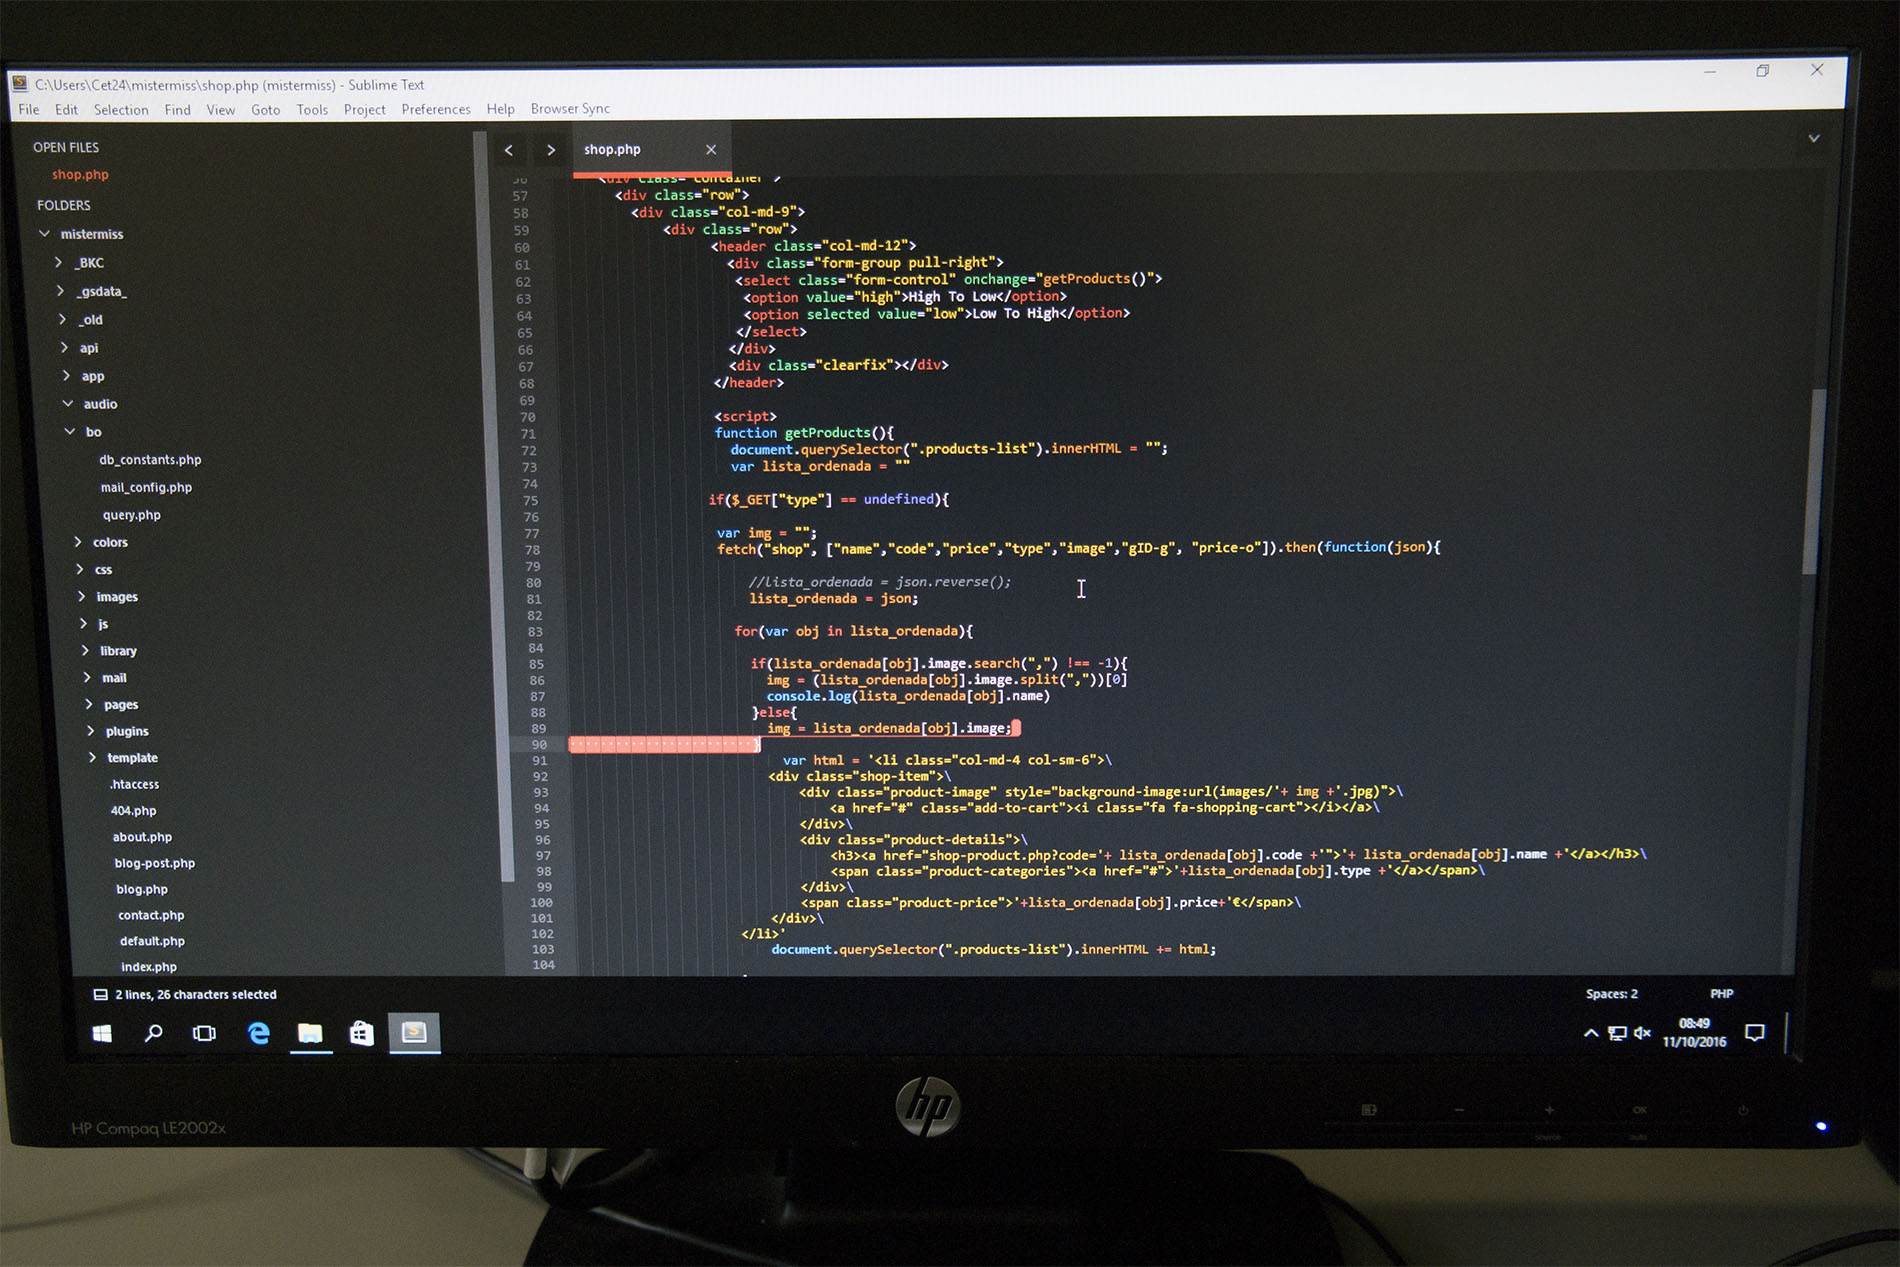 C:\Users\Cet24\mistermiss\shop.php (mistermiss) - Sublime Text
File Edit Selection Find View Goto Tools Project Preferences Help Browser Sync
OPEN FILES
shop.php
FOLDERS
mistermiss
_BKC
_gsdata_
_old
api
app
audio
bo
db_constants.php
mail_config.php
query.php
colors
css
images
js
library
mail
pages
plugins
template
.htaccess
404.php
about.php
blog-post.php
blog.php
contact.php
default.php
index.php
shop.php
56 <div class="container">
57 <div class="row">
58 <div class="col-md-9">
59 <div class="row">
60 <header class="col-md-12">
61 <div class="form-group pull-right">
62 <select class="form-control" onchange="getProducts()">
63 <option value="high">High To Low</option>
64 <option selected value="low">Low To High</option>
65 </select>
66 </div>
67 <div class="clearfix"></div>
68 </header>
69
70 <script>
71 function getProducts(){
72 document.querySelector(".products-list").innerHTML = "";
73 var lista_ordenada = ""
74
75 if($_GET["type"] == undefined){
76
77 var img = "";
78 fetch("shop", ["name","code","price","type","image","gID-g", "price-o"]).then(function(json){
79
80 //lista_ordenada = json.reverse();
81 lista_ordenada = json;
82
83 for(var obj in lista_ordenada){
84
85 if(lista_ordenada[obj].image.search(",") !== -1){
86 img = (lista_ordenada[obj].image.split(","))[0]
87 console.log(lista_ordenada[obj].name)
88 }else{
89 img = lista_ordenada[obj].image;
90 }
91 var html = '<li class="col-md-4 col-sm-6">\
92 <div class="shop-item">\
93 <div class="product-image" style="background-image:url(images/'+ img +'.jpg)">\
94 <a href="#" class="add-to-cart"><i class="fa fa-shopping-cart"></i></a>\
95 </div>\
96 <div class="product-details">\
97 <h3><a href="shop-product.php?code='+ lista_ordenada[obj].code +'">'+ lista_ordenada[obj].name +'</a></h3>\
98 <span class="product-categories"><a href="#">'+lista_ordenada[obj].type +'</a></span>\
99 </div>\
100 <span class="product-price">'+lista_ordenada[obj].price+'€</span>\
101 </div>\
102 </li>'
103 document.querySelector(".products-list").innerHTML += html;
104
2 lines, 26 characters selected
Spaces: 2 PHP
08:49
11/10/2016
hp
HP Compaq LE2002x
OK
source
auto